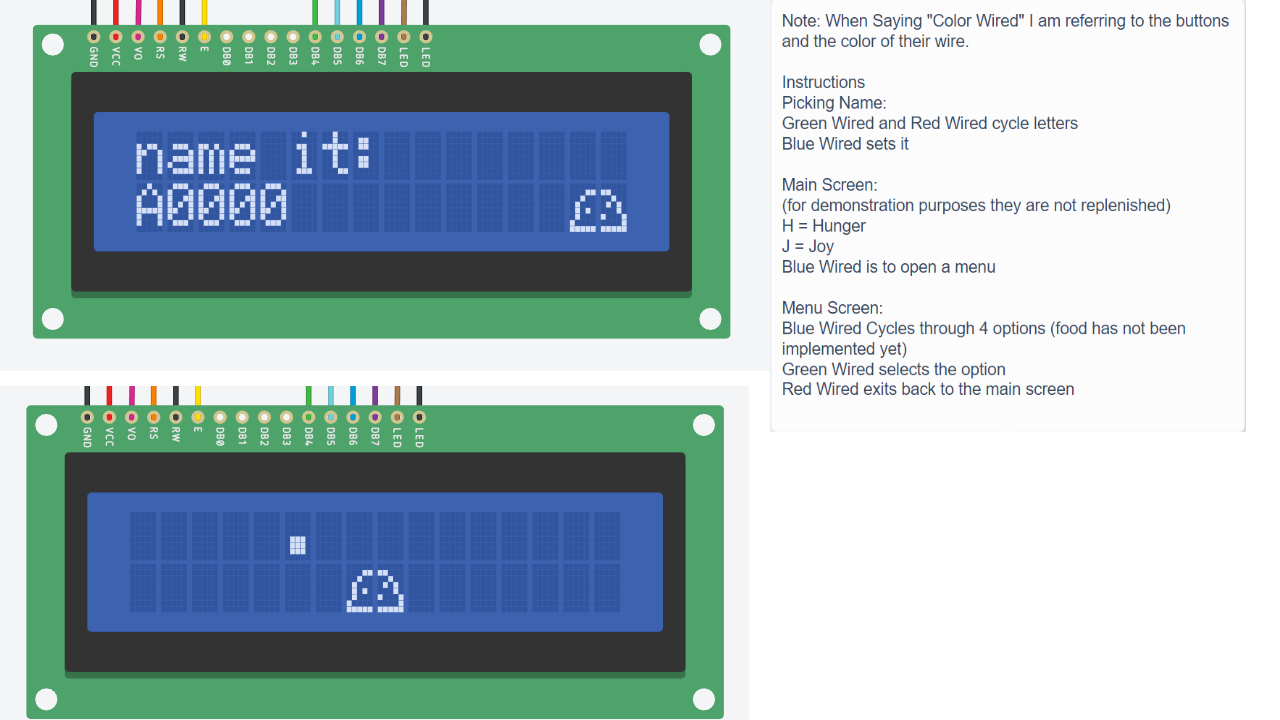 GND VCC VO RS RW E DB0 DB1 DB2 DB3 DB4 DB5 DB6 DB7 LED LED
name it:
A0000
GND VCC VO RS RW E DB0 DB1 DB2 DB3 DB4 DB5 DB6 DB7 LED LED
Note: When Saying "Color Wired" I am referring to the buttons
and the color of their wire.
Instructions
Picking Name:
Green Wired and Red Wired cycle letters
Blue Wired sets it
Main Screen:
(for demonstration purposes they are not replenished)
H = Hunger
J = Joy
Blue Wired is to open a menu
Menu Screen:
Blue Wired Cycles through 4 options (food has not been
implemented yet)
Green Wired selects the option
Red Wired exits back to the main screen